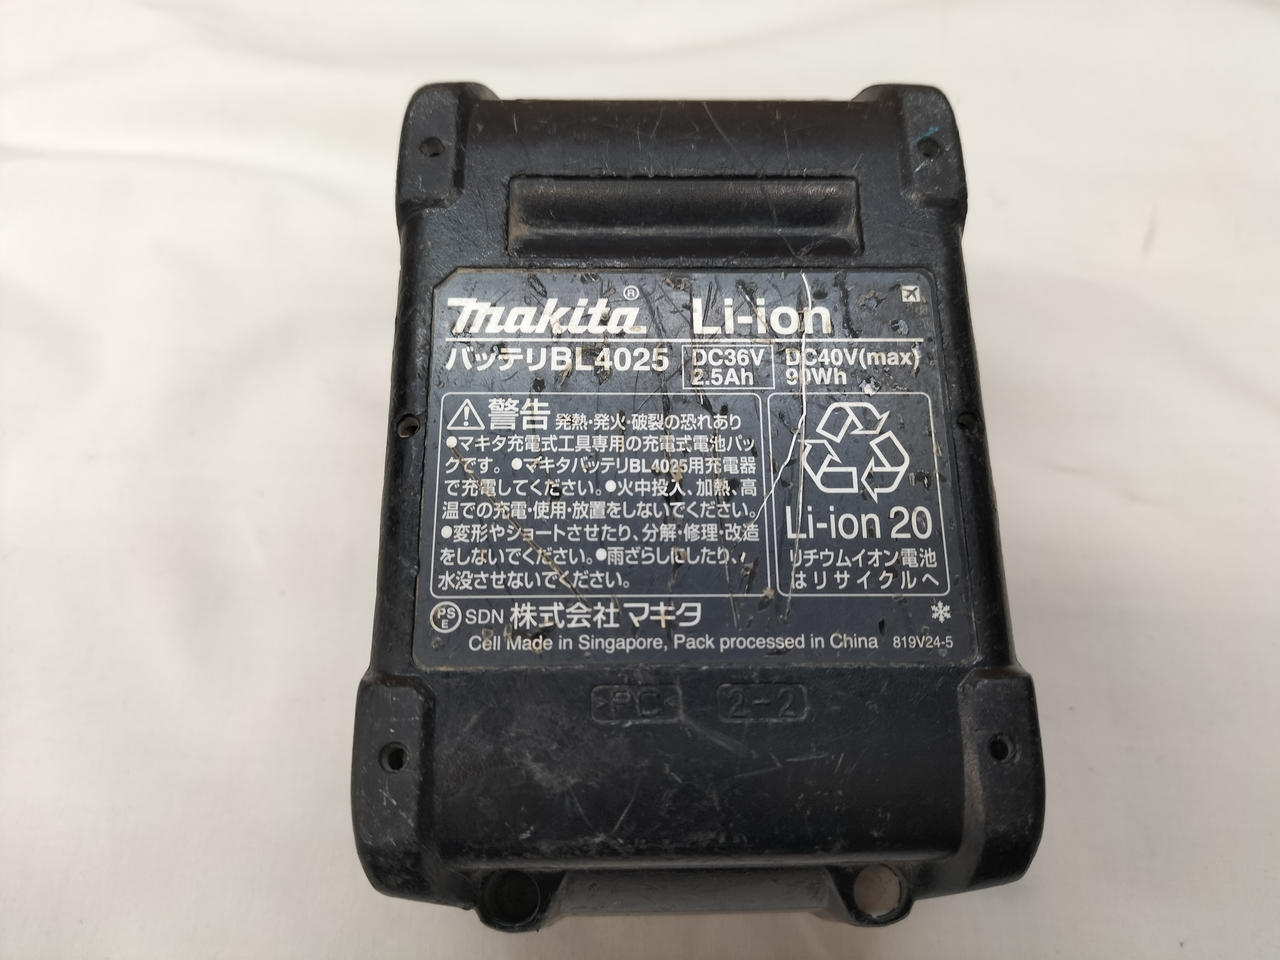 makita® Li-ion
バッテリBL4025 DC36V 2.5Ah DC40V(max) 90Wh
⚠警告 発熱・発火・破裂の恐れあり
●マキタ充電式工具専用の充電式電池パッ
クです。●マキタバッテリBL4025用充電器
で充電してください。●火中投入、加熱、高
温での充電・使用・放置をしないでください。
●変形やショートさせたり、分解・修理・改造
をしないでください。●雨ざらしにしたり、
水没させないでください。
Li-ion 20
リチウムイオン電池
はリサイクルへ
PSE SDN 株式会社 マキタ
Cell Made in Singapore, Pack processed in China 819V24-5
>PC< 2-2